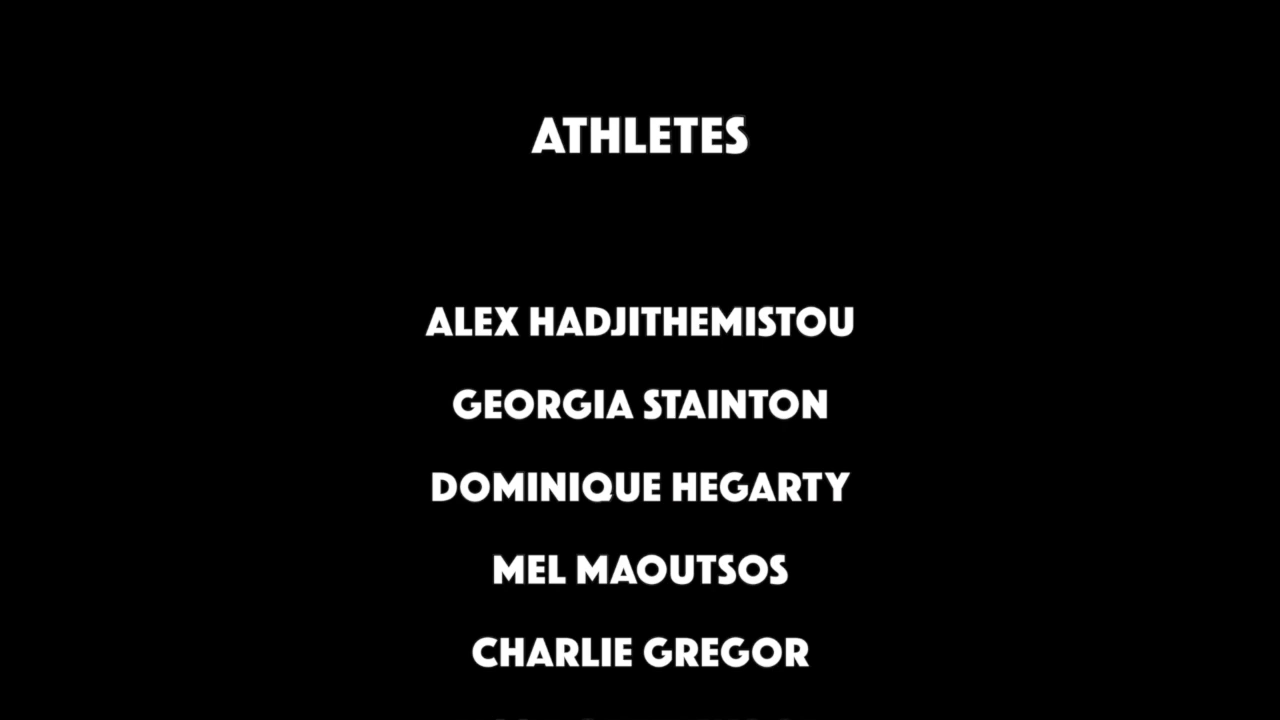 ATHLETES
ALEX HADJITHEMISTOU
GEORGIA STAINTON
DOMINIQUE HEGARTY
MEL MAOUTSOS
CHARLIE GREGOR